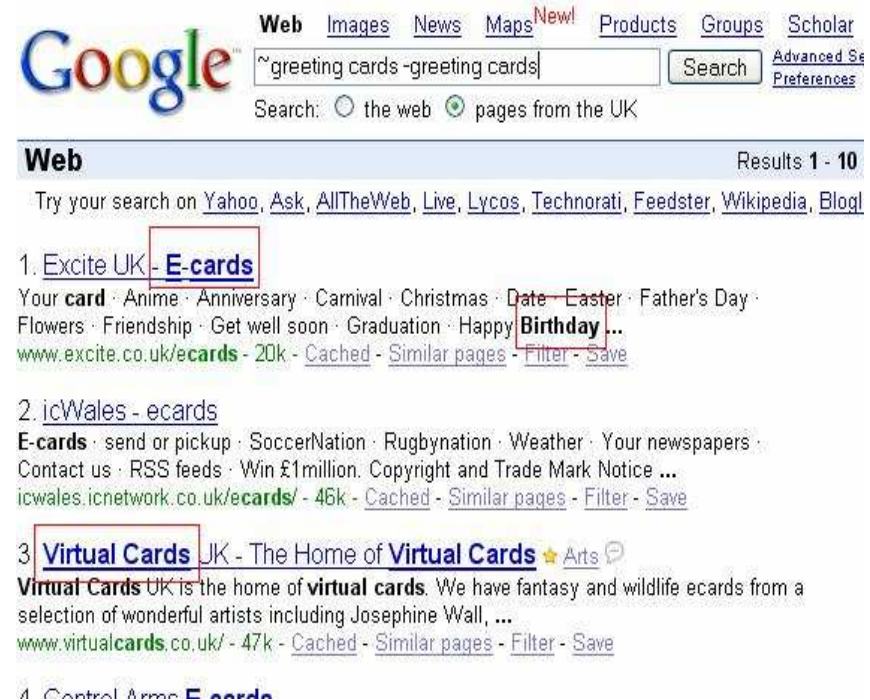 Web Images News Maps New! Products Groups Scholar
Google™
~greeting cards -greeting cards Search Advanced Se
Preferences
Search: the web pages from the UK
Web Results 1 - 10
Try your search on Yahoo, Ask, AllTheWeb, Live, Lycos, Technorati, Feedster, Wikipedia, Blogl
1. Excite UK - E-cards
Your card · Anime · Anniversary · Carnival · Christmas · Date · Easter · Father's Day ·
Flowers · Friendship · Get well soon · Graduation · Happy Birthday ...
www.excite.co.uk/ecards - 20k - Cached - Similar pages - Filter - Save
2. icWales - ecards
E-cards · send or pickup · SoccerNation · Rugbynation · Weather · Your newspapers ·
Contact us · RSS feeds · Win £1million. Copyright and Trade Mark Notice ...
icwales.icnetwork.co.uk/ecards/ - 46k - Cached - Similar pages - Filter - Save
3 Virtual Cards UK - The Home of Virtual Cards Arts
Virtual Cards UK is the home of virtual cards. We have fantasy and wildlife ecards from a
selection of wonderful artists including Josephine Wall, ...
www.virtualcards.co.uk/ - 47k - Cached - Similar pages - Filter - Save
4. Control Arms E-cards